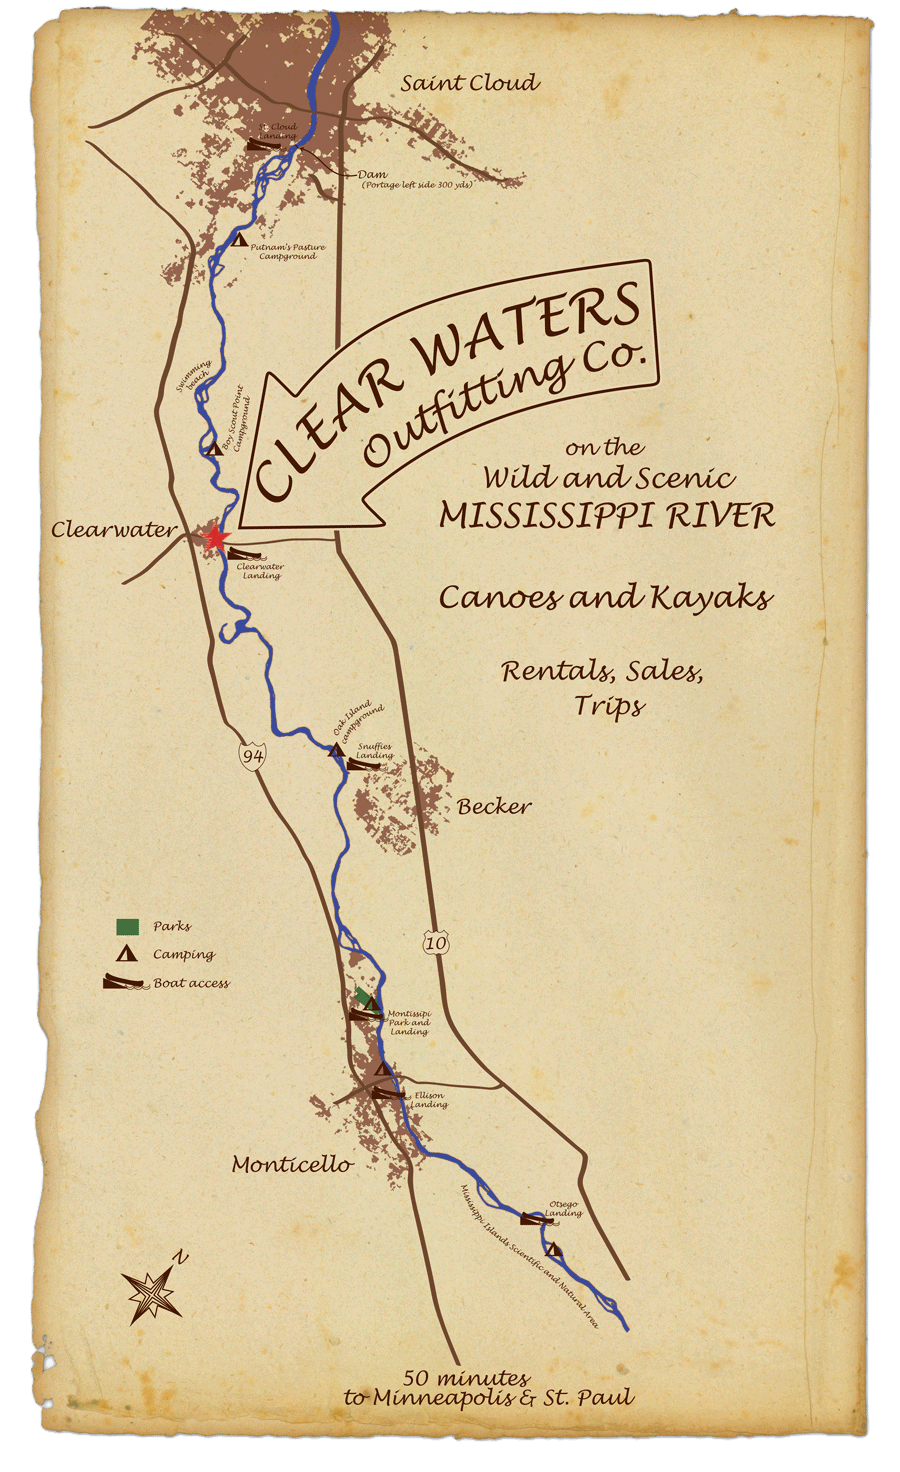 Saint Cloud
St. Cloud
Landing
Dam
(Portage left side 300 yds)
Putnam's Pasture
Campground
CLEAR WATERS
Outfitting Co.
Swimming
beach
Boy Scout Point
Campground
on the
Wild and Scenic
MISSISSIPPI RIVER
Clearwater
Clearwater
Landing
Canoes and Kayaks
Rentals, Sales,
Trips
Oak Island
campground
Snuffies
Landing
94
Becker
Parks
10
Camping
Boat access
Montissipi
Park and
Landing
Ellison
Landing
Monticello
Otsego
Landing
Mississippi Islands Scientific and Natural Area
N
50 minutes
to Minneapolis & St. Paul